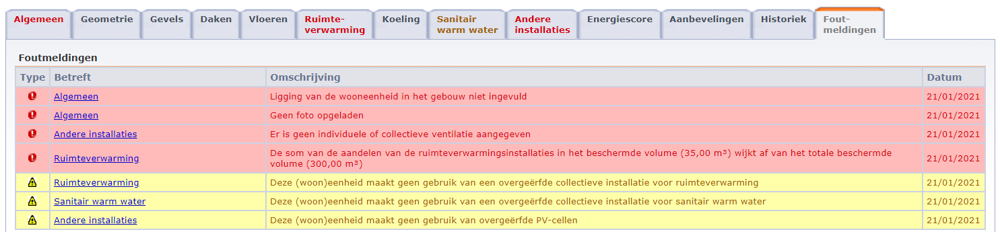 Algemeen Geometrie Gevels Daken Vloeren Ruimte-verwarming Koeling Sanitair warm water Andere installaties Energiescore Aanbevelingen Historiek Fout-meldingen
Foutmeldingen
Type Betreft Omschrijving Datum
Algemeen Ligging van de wooneenheid in het gebouw niet ingevuld 21/01/2021
Algemeen Geen foto opgeladen 21/01/2021
Andere installaties Er is geen individuele of collectieve ventilatie aangegeven 21/01/2021
Ruimteverwarming De som van de aandelen van de ruimteverwarmingsinstallaties in het beschermde volume (35,00 m³) wijkt af van het totale beschermde
volume (300,00 m³) 21/01/2021
Ruimteverwarming Deze (woon)eenheid maakt geen gebruik van een overgeërfde collectieve installatie voor ruimteverwarming 21/01/2021
Sanitair warm water Deze (woon)eenheid maakt geen gebruik van een overgeërfde collectieve installatie voor sanitair warm water 21/01/2021
Andere installaties Deze (woon)eenheid maakt geen gebruik van overgeërfde PV-cellen 21/01/2021